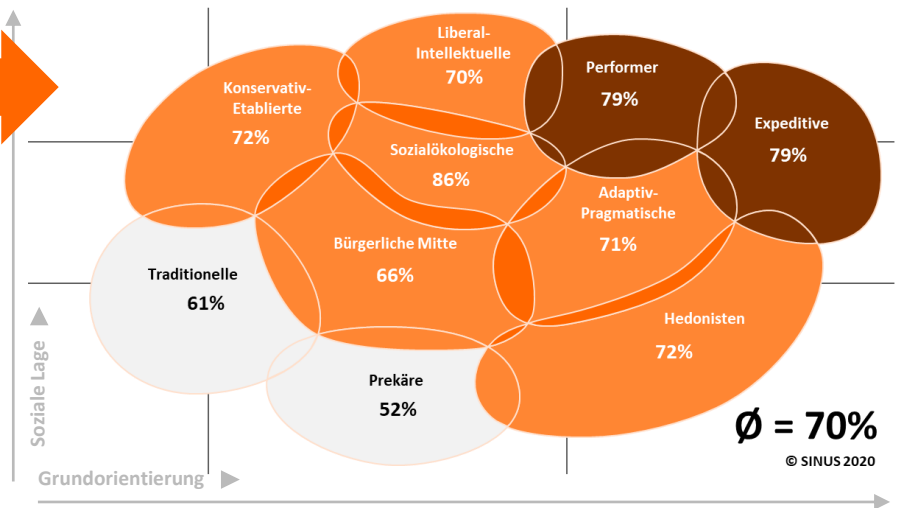 Liberal-
Intellektuelle
70%
Performer
79%
Konservativ-
Etablierte
72%
Expeditive
79%
Sozialökologische
86%
Adaptiv-
Pragmatische
71%
Bürgerliche Mitte
66%
Traditionelle
61%
Hedonisten
72%
Prekäre
52%
Ø = 70%
© SINUS 2020
Soziale Lage
Grundorientierung